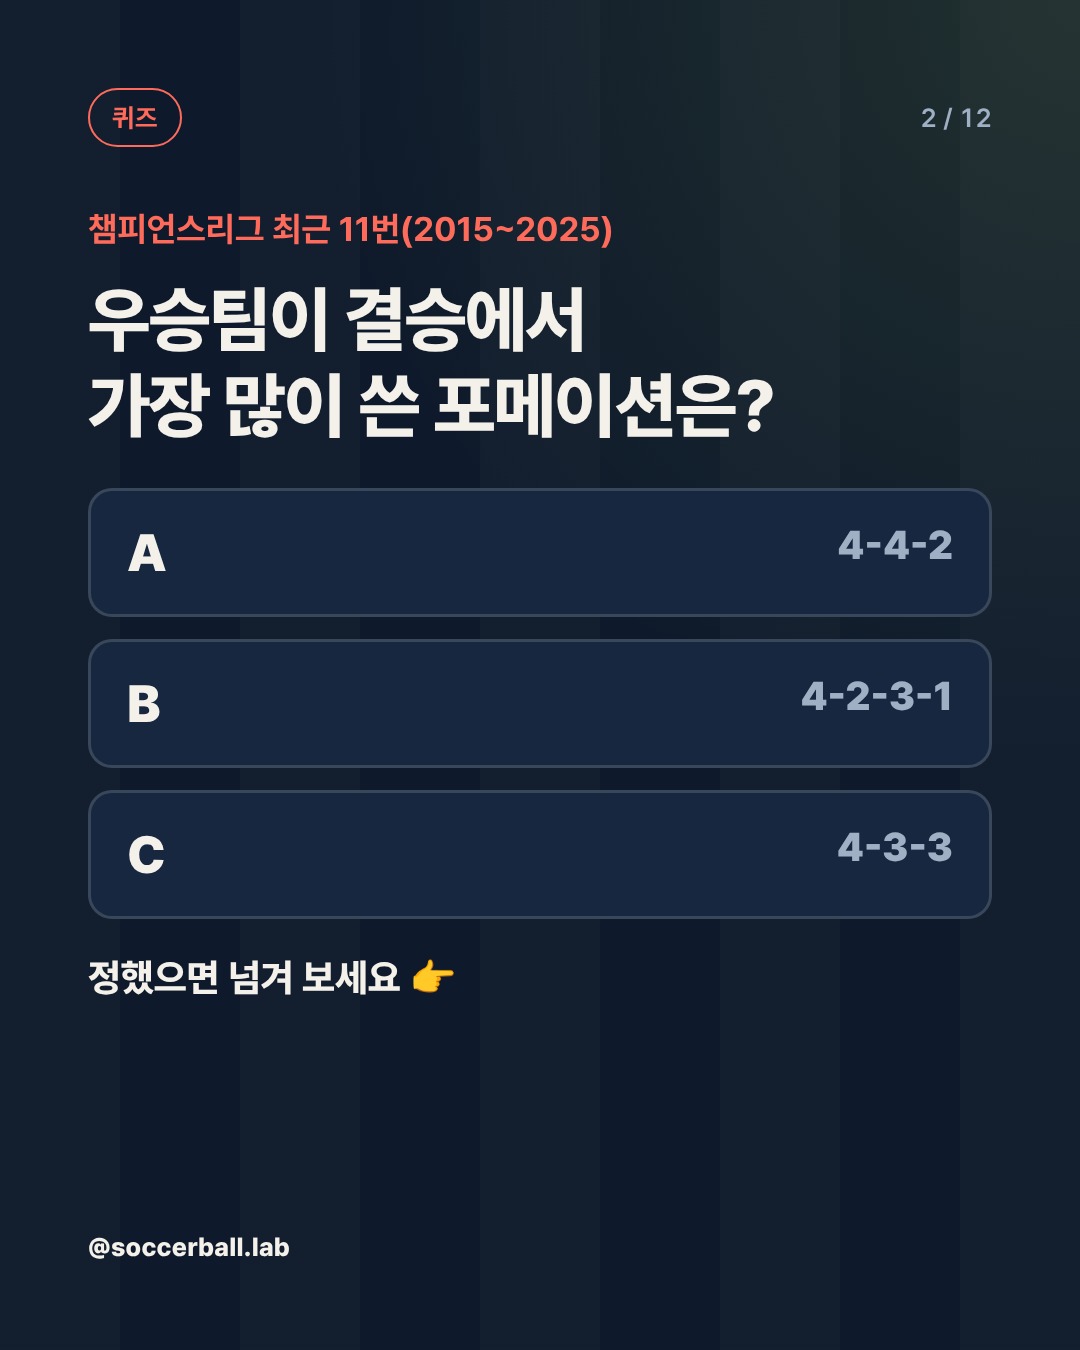 퀴즈
2 / 12
챔피언스리그 최근 11번(2015~2025)
우승팀이 결승에서
가장 많이 쓴 포메이션은?
A
4-4-2
B
4-2-3-1
C
4-3-3
정했으면 넘겨 보세요 👉
@soccerball.lab